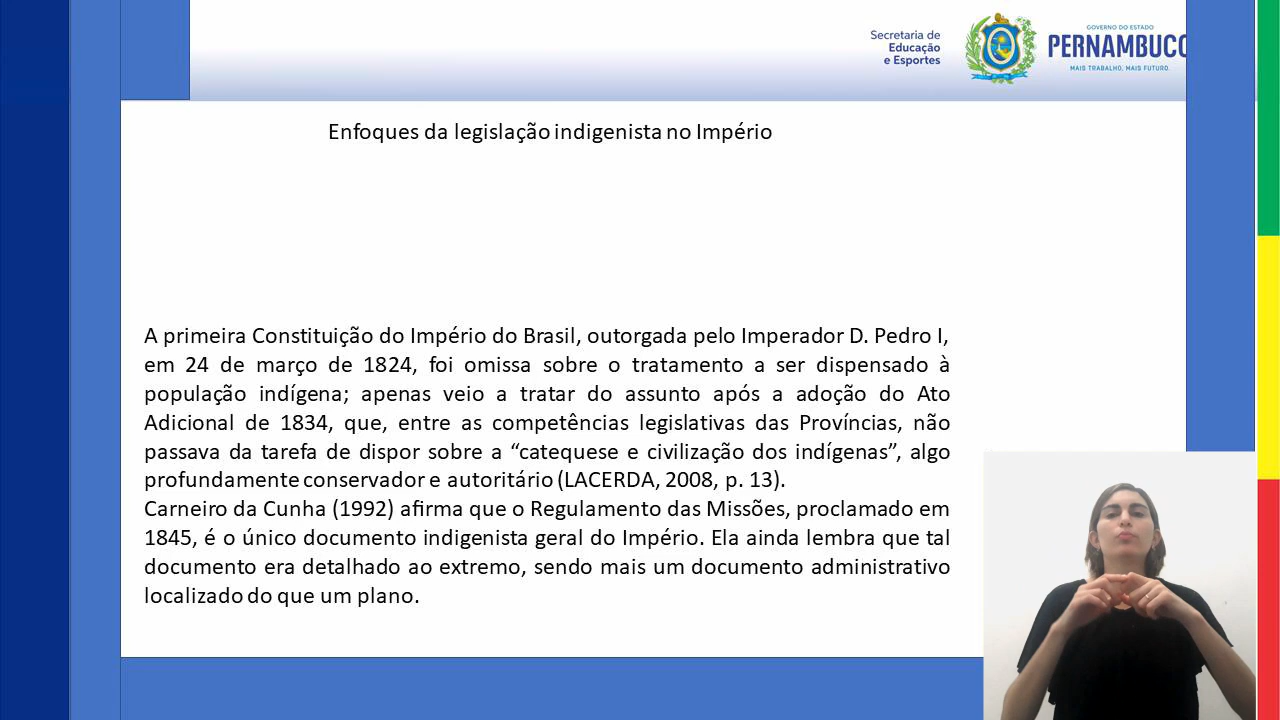 Secretaria de
Educação
e Esportes
GOVERNO DO ESTADO
PERNAMBUCO
MAIS TRABALHO, MAIS FUTURO.
Enfoques da legislação indigenista no Império
A primeira Constituição do Império do Brasil, outorgada pelo Imperador D. Pedro I,
em 24 de março de 1824, foi omissa sobre o tratamento a ser dispensado à
população indígena; apenas veio a tratar do assunto após a adoção do Ato
Adicional de 1834, que, entre as competências legislativas das Províncias, não
passava da tarefa de dispor sobre a “catequese e civilização dos indígenas”, algo
profundamente conservador e autoritário (LACERDA, 2008, p. 13).
Carneiro da Cunha (1992) afirma que o Regulamento das Missões, proclamado em
1845, é o único documento indigenista geral do Império. Ela ainda lembra que tal
documento era detalhado ao extremo, sendo mais um documento administrativo
localizado do que um plano.